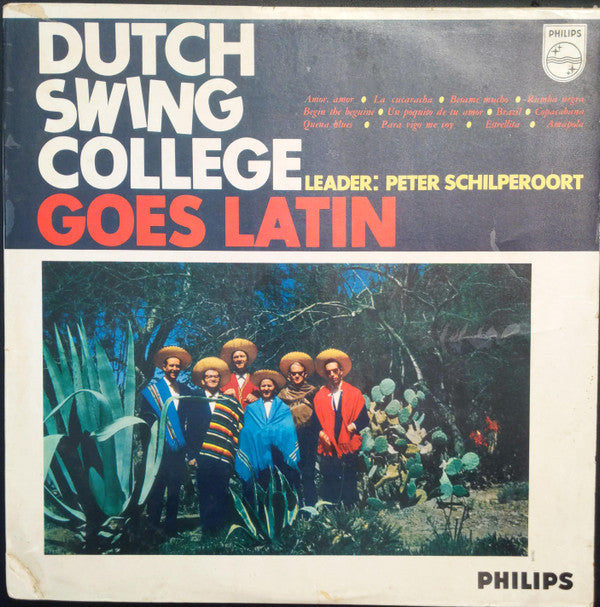 DUTCH
SWING
COLLEGE
LEADER: PETER SCHILPEROORT
GOES LATIN
PHILIPS
Amor, amor • La cucaracha • Besame mucho • Rumba negra
Begin the beguine • Un poquito de tu amor • Brazil • Copacabana
Quena blues • Para vigo me voy • Estrellita • Amapola
PHILIPS